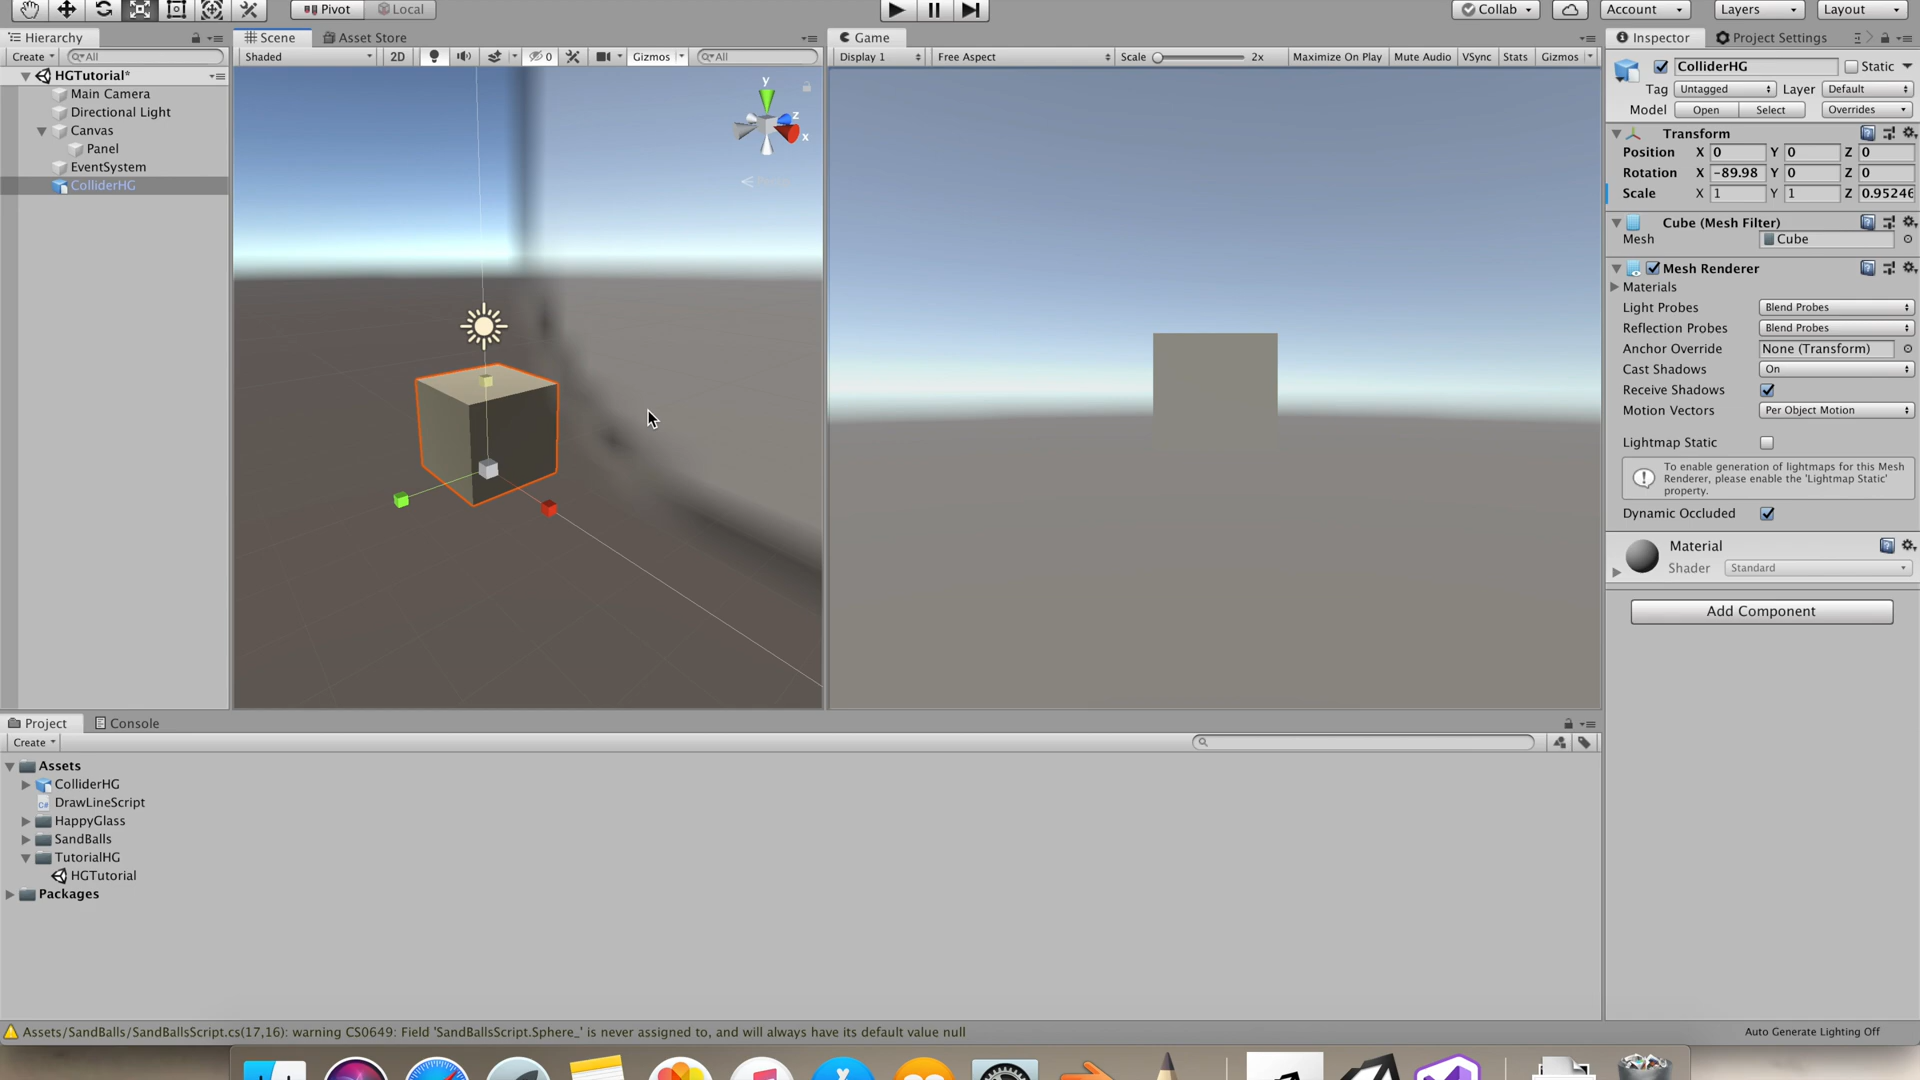 Pivot
Local
Collab
Account
Layers
Layout
Hierarchy
Scene
Asset Store
Game
Inspector
Project Settings
Create
All
Shaded
2D
0
Gizmos
All
Display 1
Free Aspect
Scale
2x
Maximize On Play
Mute Audio
VSync
Stats
Gizmos
HGTutorial*
Main Camera
Directional Light
Canvas
Panel
EventSystem
ColliderHG
y
z
x
ColliderHG
Static
Tag
Untagged
Layer
Default
Model
Open
Select
Overrides
Transform
Position X 0 Y 0 Z 0
Rotation X -89.98 Y 0 Z 0
Scale X 1 Y 1 Z 0.95246
Cube (Mesh Filter)
Mesh Cube
Mesh Renderer
Materials
Light Probes Blend Probes
Reflection Probes Blend Probes
Anchor Override None (Transform)
Cast Shadows On
Receive Shadows
Motion Vectors Per Object Motion
Lightmap Static
To enable generation of lightmaps for this Mesh
Renderer, please enable the 'Lightmap Static'
property.
Dynamic Occluded
Material
Shader Standard
Add Component
Project
Console
Create
Assets
ColliderHG
C#
DrawLineScript
HappyGlass
SandBalls
TutorialHG
HGTutorial
Packages
Assets/SandBalls/SandBallsScript.cs(17,16): warning CS0649: Field 'SandBallsScript.Sphere_' is never assigned to, and will always have its default value null
Auto Generate Lighting Off